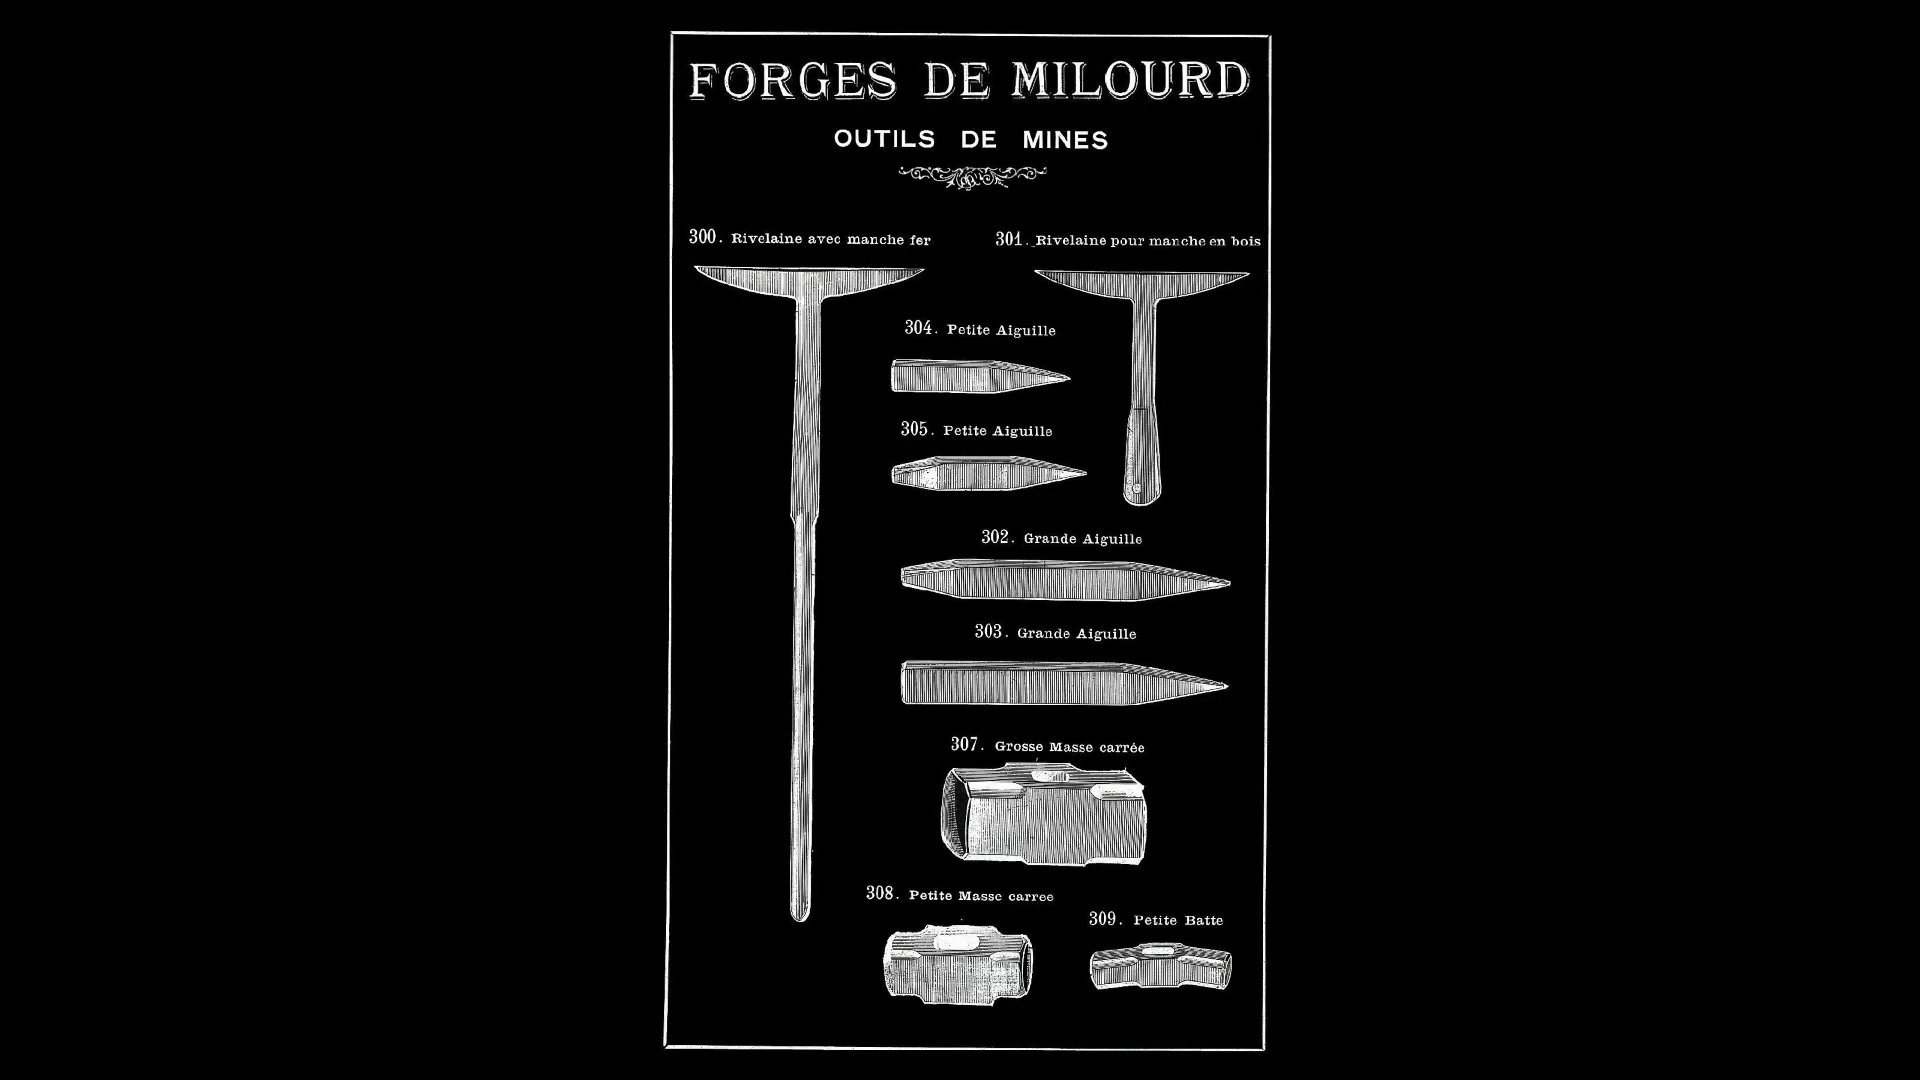 FORGES DE MILOURD
OUTILS DE MINES
300. Rivelaine avec manche fer
301. Rivelaine pour manche en bois
304. Petite Aiguille
305. Petite Aiguille
302. Grande Aiguille
303. Grande Aiguille
307. Grosse Masse carrée
308. Petite Masse carree
309. Petite Batte